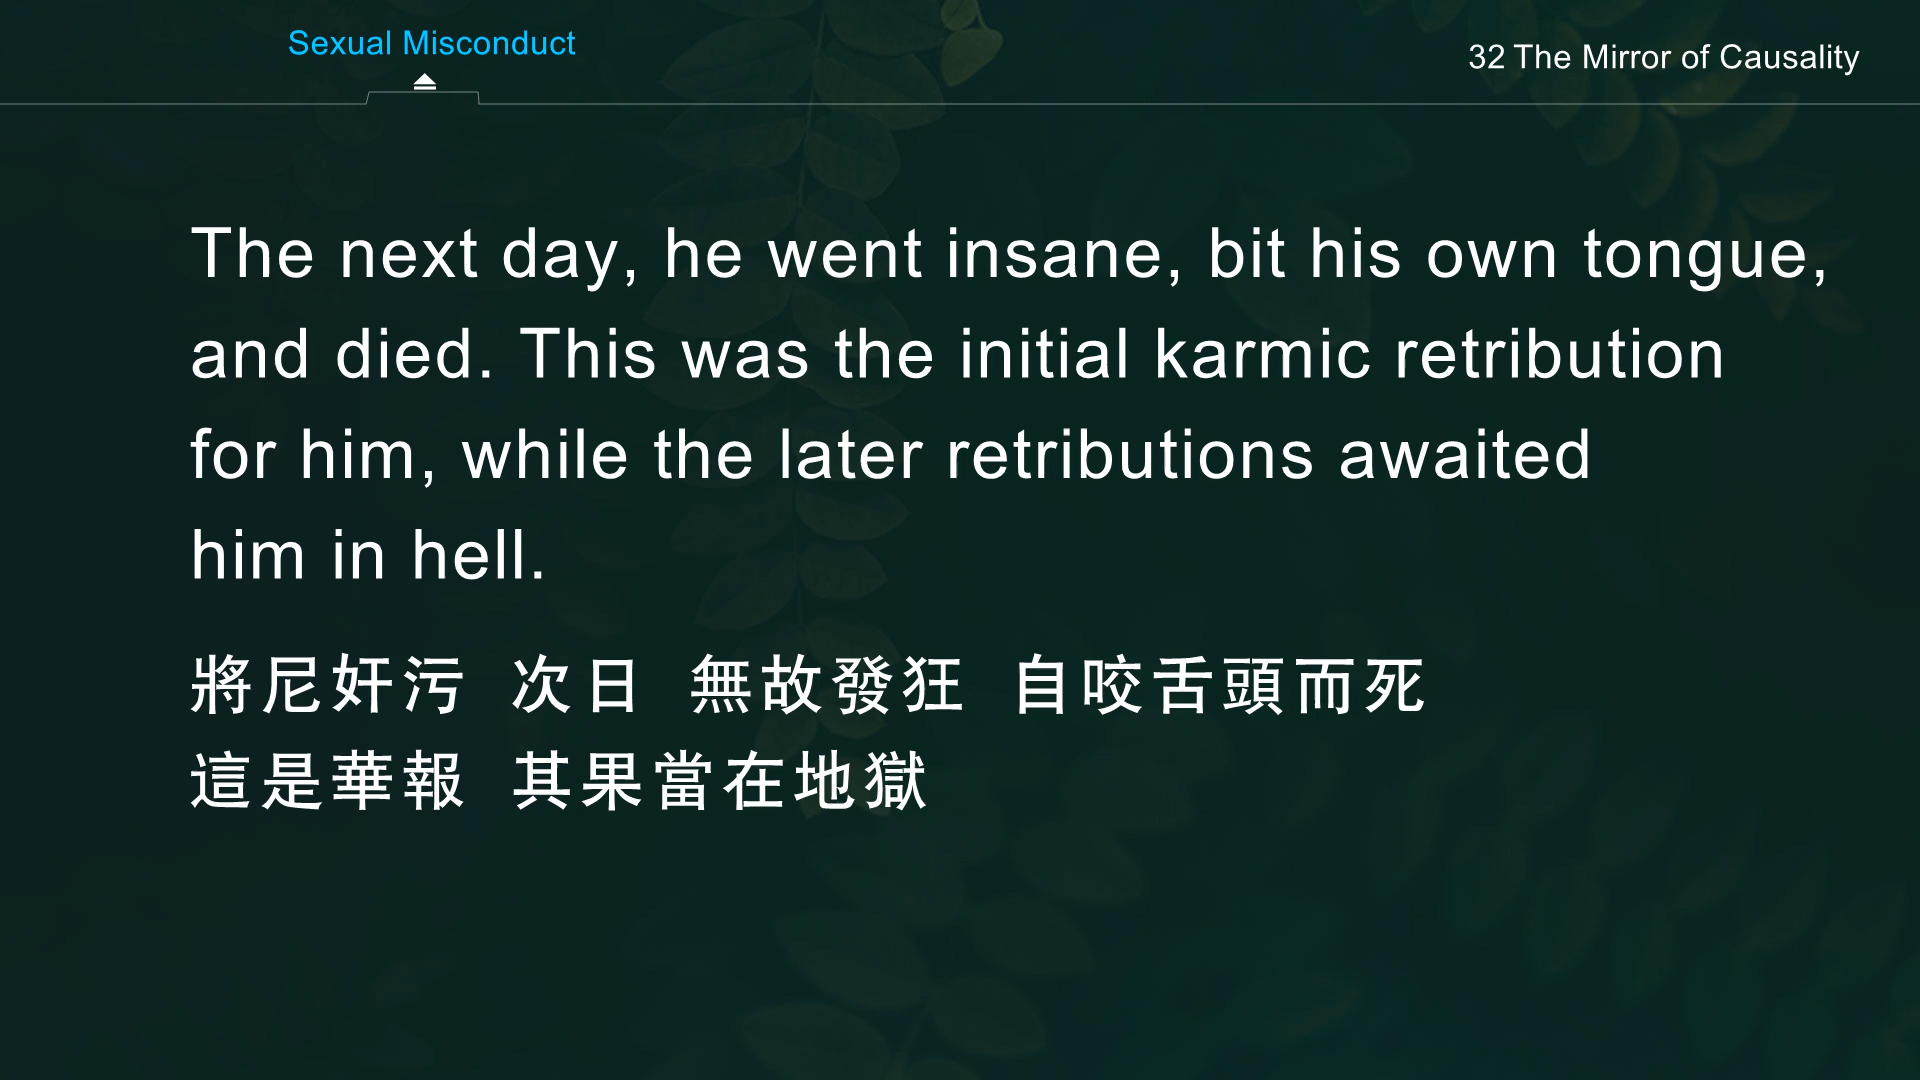 Sexual Misconduct
32 The Mirror of Causality
The next day, he went insane, bit his own tongue,
and died. This was the initial karmic retribution
for him, while the later retributions awaited
him in hell.
將尼奸污 次日 無故發狂 自咬舌頭而死
這是華報 其果當在地獄